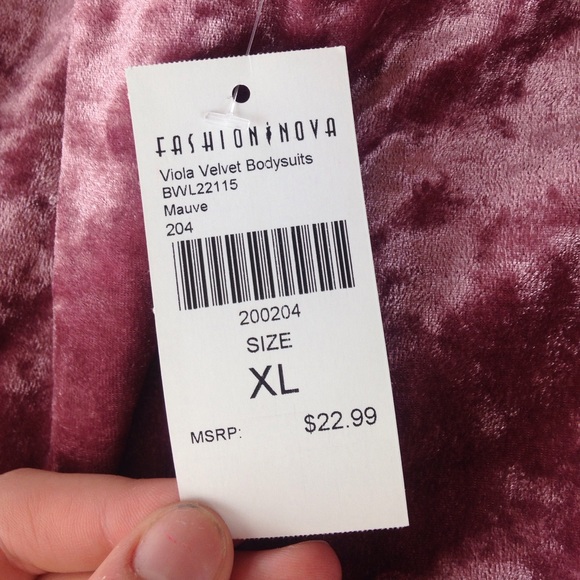 FASHION NOVA
Viola Velvet Bodysuits
BWL22115
Mauve
204
200204
SIZE
XL
MSRP: $22.99